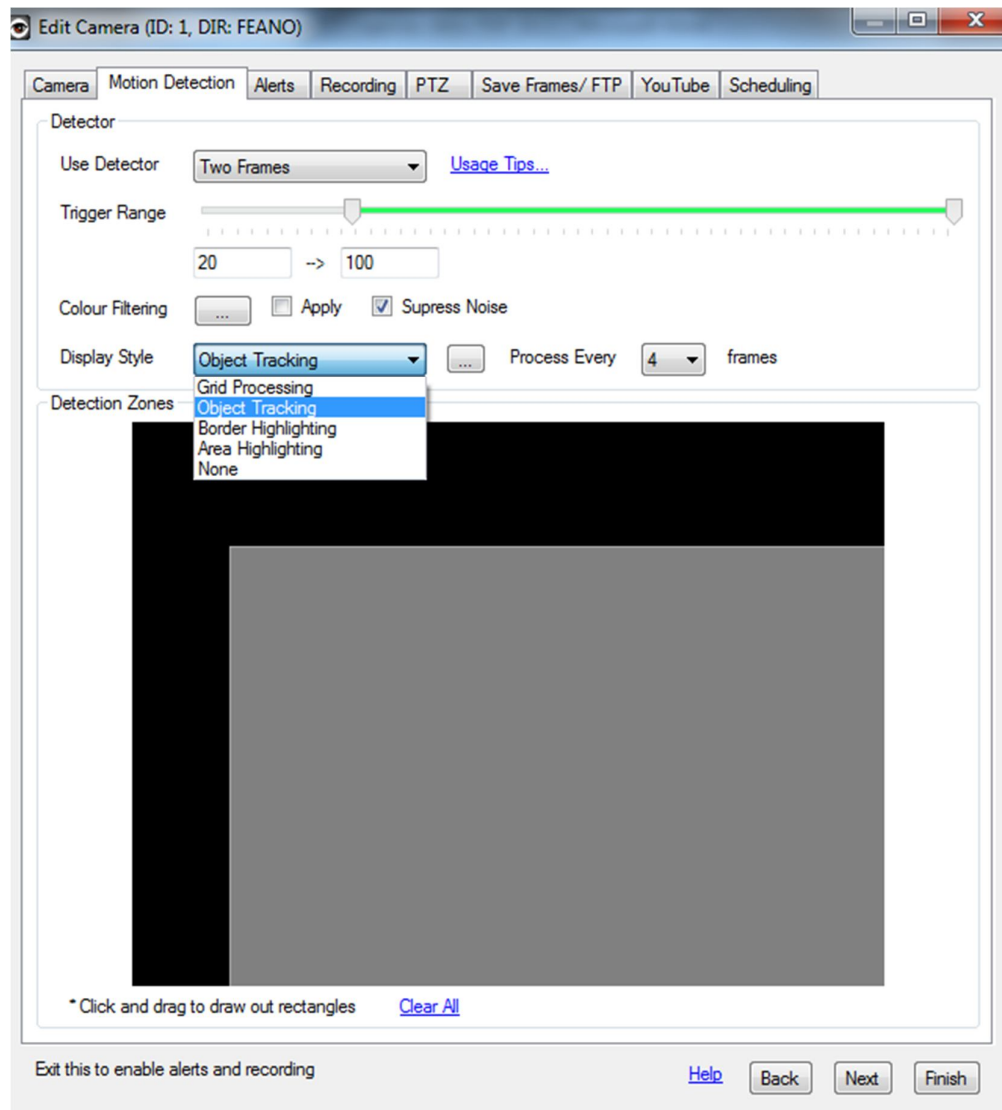 Edit Camera (ID: 1, DIR: FEANO)
Camera Motion Detection Alerts Recording PTZ Save Frames/ FTP YouTube Scheduling
Detector
Use Detector Two Frames Usage Tips...
Trigger Range
20 --> 100
Colour Filtering ... Apply Supress Noise
Display Style Object Tracking ... Process Every 4 frames
Grid Processing
Detection Zones Object Tracking
Border Highlighting
Area Highlighting
None
* Click and drag to draw out rectangles Clear All
Exit this to enable alerts and recording Help Back Next Finish